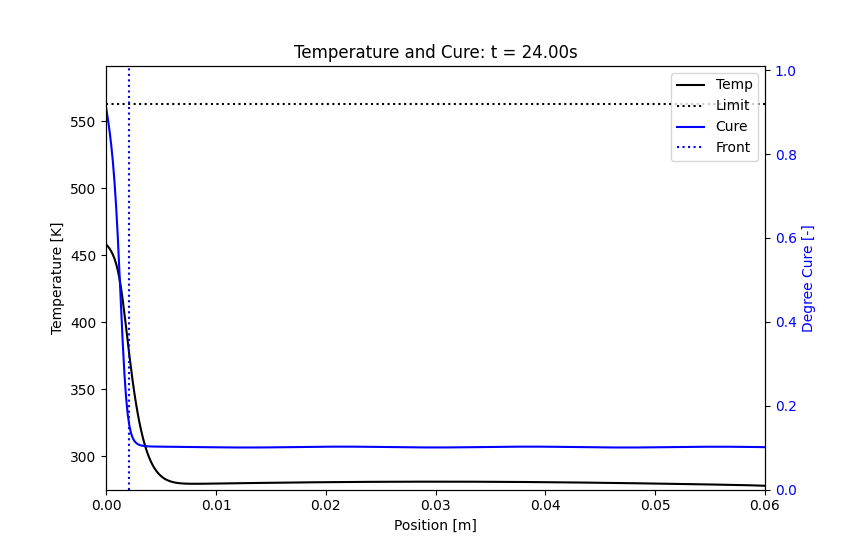 Temperature and Cure: t = 24.00s
Temperature [K]
550
500
450
400
350
300
Temp
Limit
Cure
Front
1.0
0.8
0.6
0.4
0.2
0.0
Degree Cure [-]
0.00 0.01 0.02 0.03 0.04 0.05 0.06
Position [m]